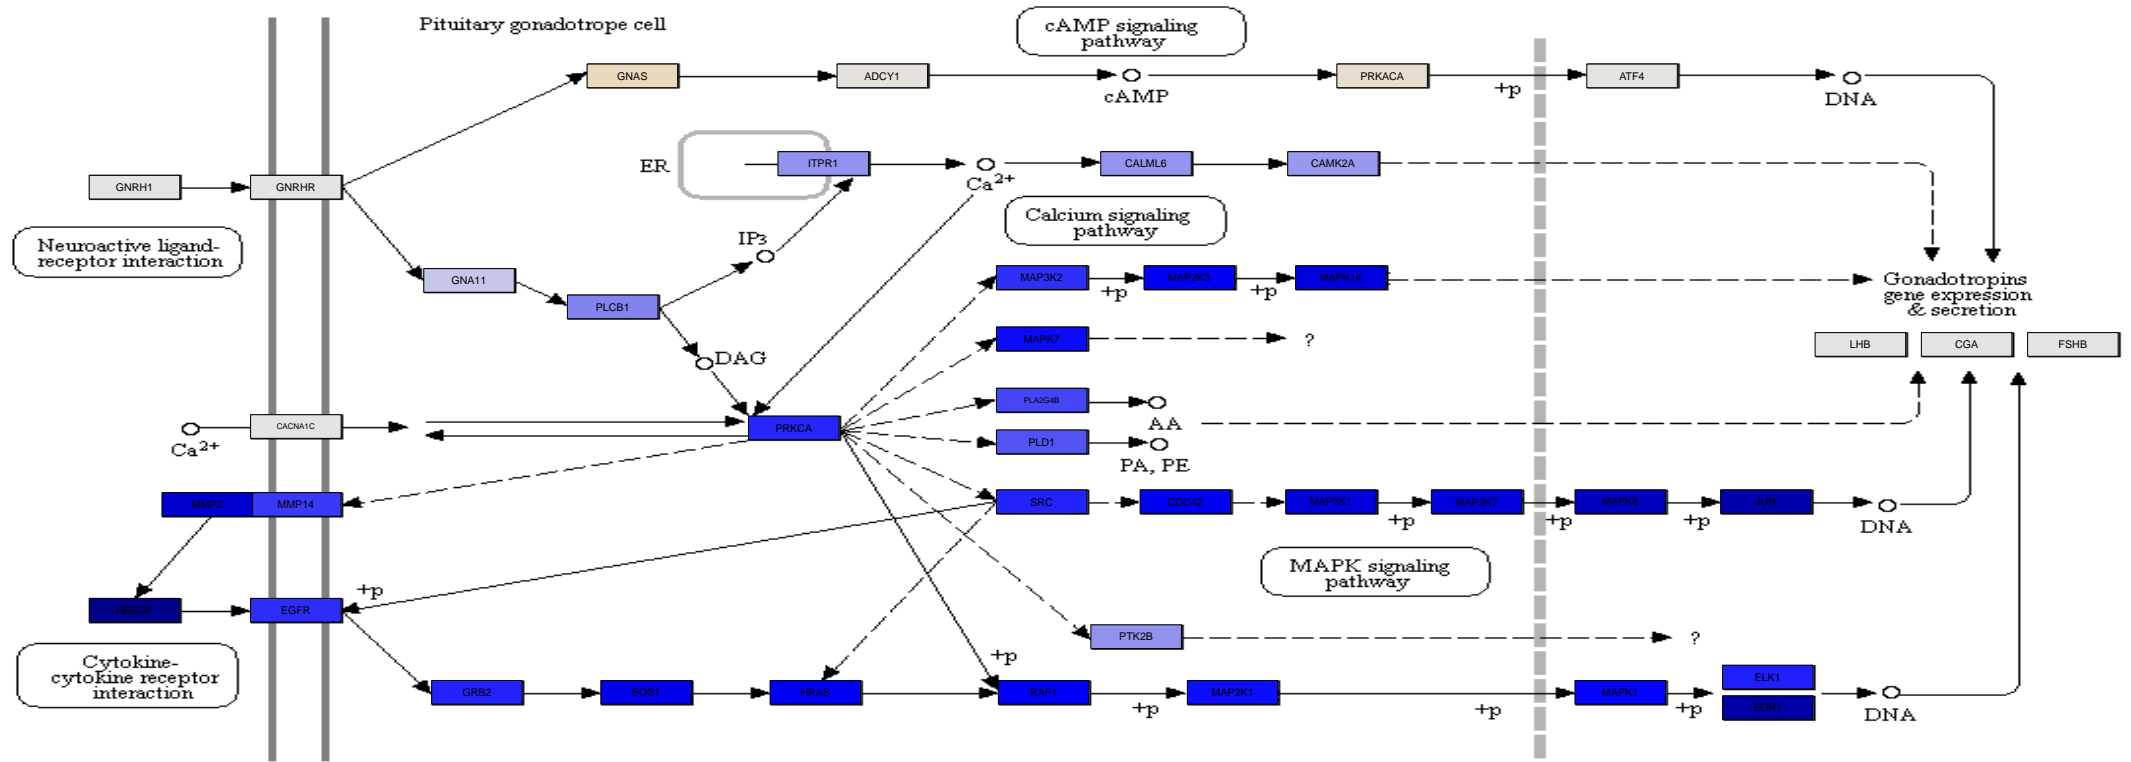 Pituitary gonadotrope cell
cAMP signaling
pathway
GNAS
ADCY1
cAMP
PRKACA
+p
ATF4
DNA
ER
ITPR1
Ca2+
CALML6
CAMK2A
GNRH1
GNRHR
Calcium signaling
pathway
Neuroactive ligand-
receptor interaction
IP3
GNA11
PLCB1
MAP3K2
+p
MAP2K3
+p
MAPK14
Gonadotropins
gene expression
& secretion
DAG
MAPK7
?
LHB
CGA
FSHB
PLA2G4B
AA
Ca2+
CACNA1C
PRKCA
PLD1
PA, PE
MMP2
MMP14
SRC
CDC42
MAP3K1
+p
MAP2K7
+p
MAPK8
+p
JUN
DNA
MAPK signaling
pathway
HBEGF
EGFR
+p
PTK2B
?
Cytokine-
cytokine receptor
interaction
GRB2
SOS1
HRAS
+p
RAF1
+p
MAP2K1
+p
MAPK1
+p
ELK1
EGR1
DNA